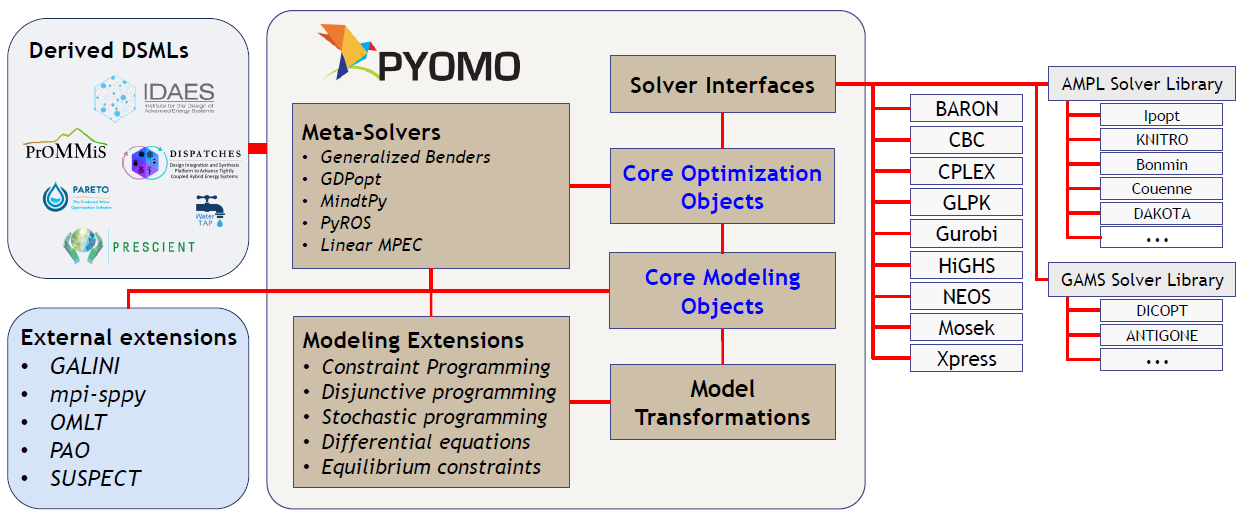 Derived DSMLs
IDAES
Institute for the Design of
Advanced Energy Systems
PrOMMiS
DISPATCHES
Design Integration and Synthesis
Platform to Advance Tightly
Coupled Hybrid Energy Systems
PARETO
The Produced Water
Optimization Initiative
Water
TAP
PRESCIENT
External extensions
• GALINI
• mpi-sppy
• OMLT
• PAO
• SUSPECT
PYOMO
Meta-Solvers
• Generalized Benders
• GDPopt
• MindtPy
• PyROS
• Linear MPEC
Modeling Extensions
• Constraint Programming
• Disjunctive programming
• Stochastic programming
• Differential equations
• Equilibrium constraints
Solver Interfaces
Core Optimization
Objects
Core Modeling
Objects
Model
Transformations
BARON
CBC
CPLEX
GLPK
Gurobi
HiGHS
NEOS
Mosek
Xpress
AMPL Solver Library
Ipopt
KNITRO
Bonmin
Couenne
DAKOTA
...
GAMS Solver Library
DICOPT
ANTIGONE
...